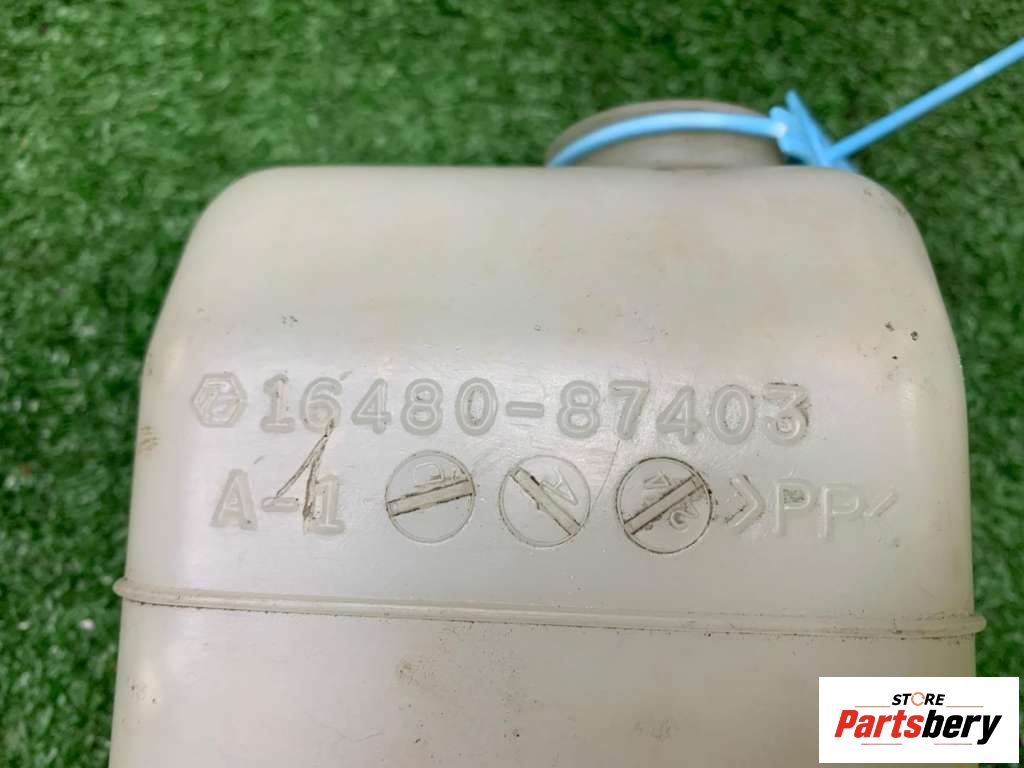 16480-87403
A-1 >PP<
STORE
Partsbery